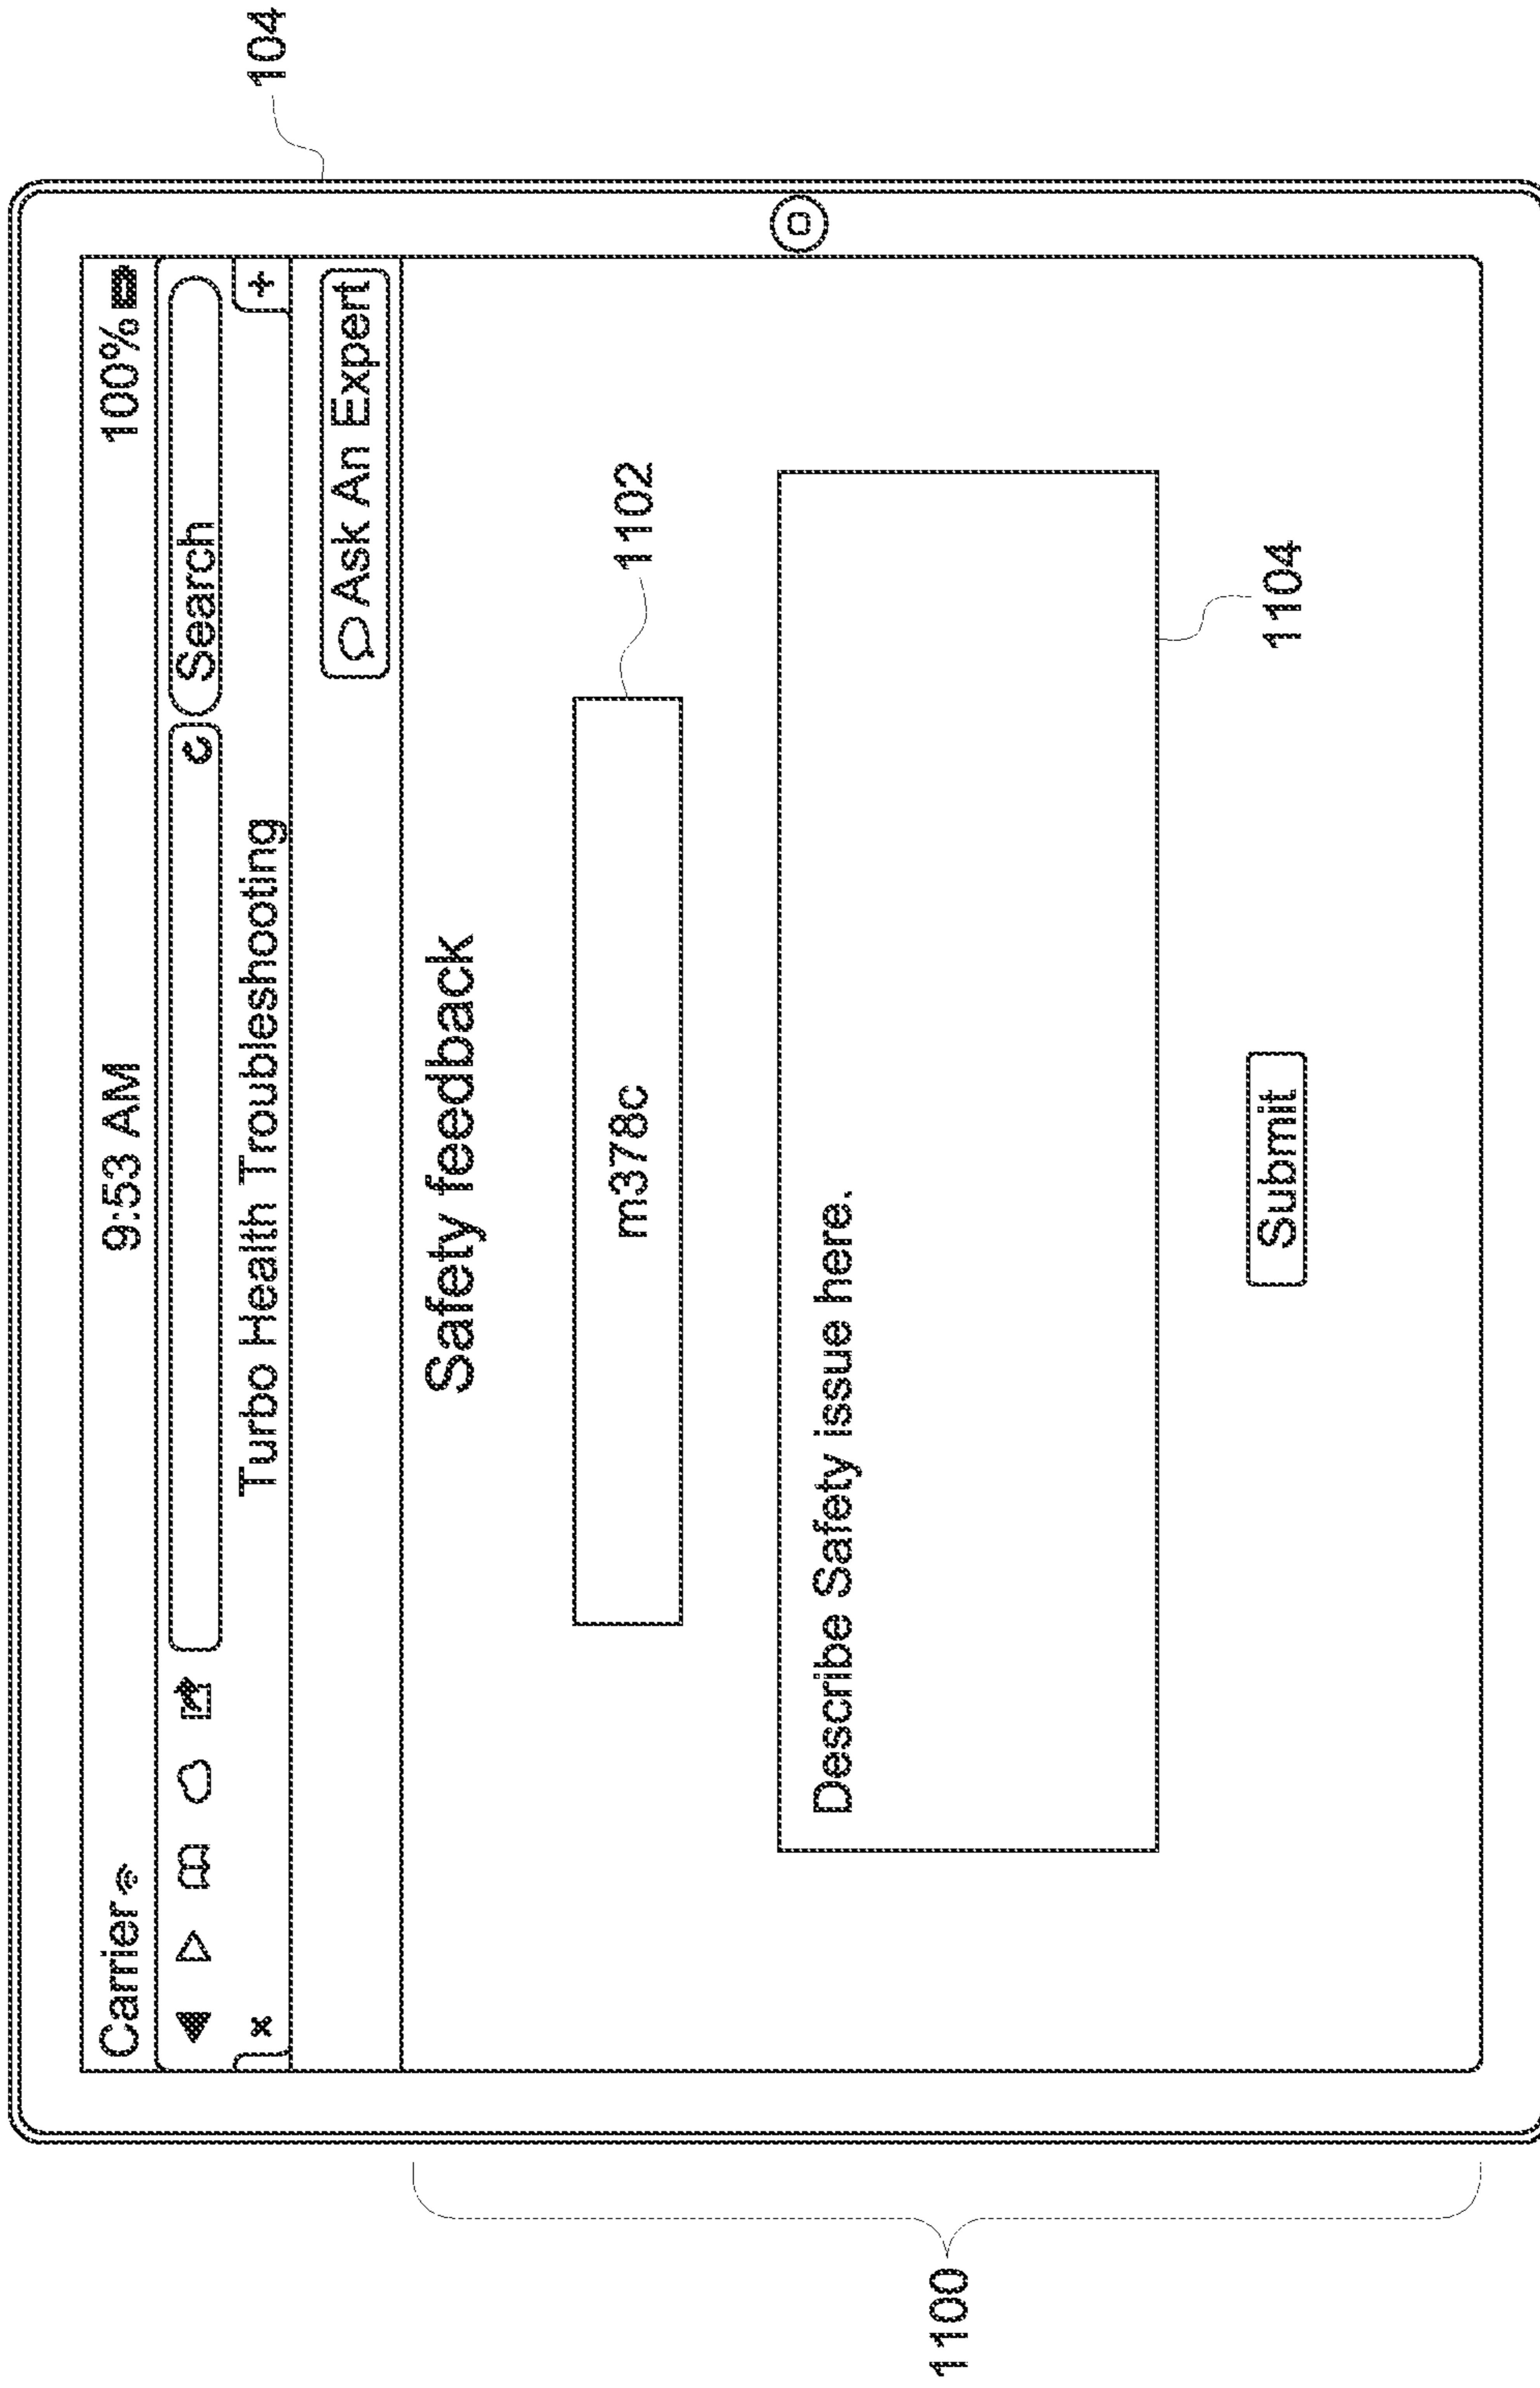 Carrier 9:53 AM 100%
Search
Turbo Health Troubleshooting
x +
Ask An Expert
104
Safety feedback
m378c
1102
Describe Safety issue here.
1104
Submit
1100